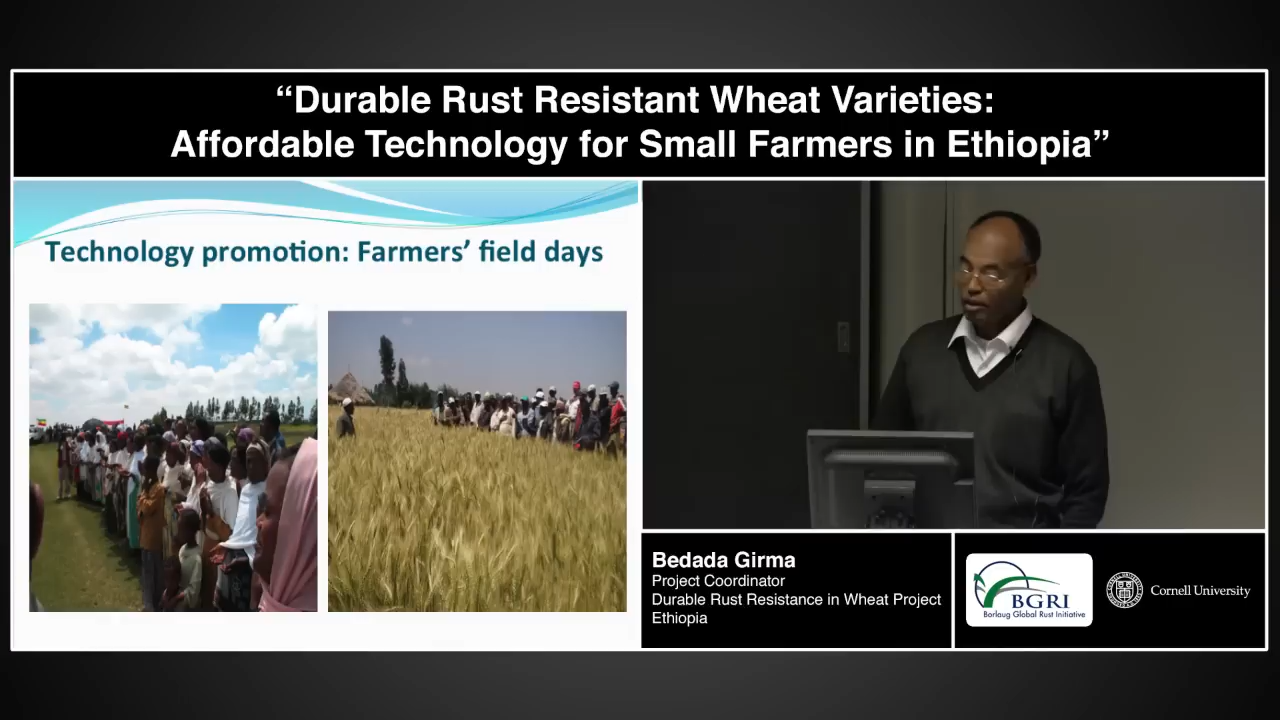 “Durable Rust Resistant Wheat Varieties:
Affordable Technology for Small Farmers in Ethiopia”
Technology promotion: Farmers’ field days
Bedada Girma
Project Coordinator
Durable Rust Resistance in Wheat Project
Ethiopia
BGRI
Borlaug Global Rust Initiative
Cornell University